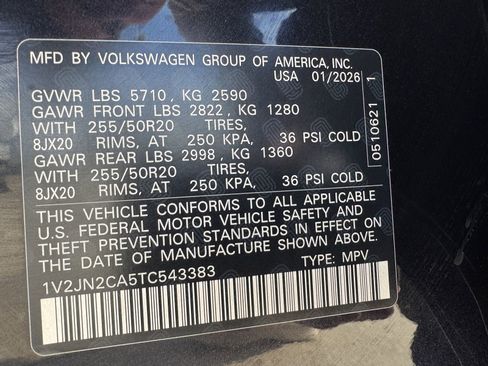 MFD BY VOLKSWAGEN GROUP OF AMERICA, INC.
USA 01/2026
GVWR LBS 5710, KG 2590
GAWR FRONT LBS 2822, KG 1280
WITH 255/50R20 TIRES,
8JX20 RIMS, AT 250 KPA, 36 PSI COLD
GAWR REAR LBS 2998, KG 1360
WITH 255/50R20 TIRES,
8JX20 RIMS, AT 250 KPA, 36 PSI COLD
THIS VEHICLE CONFORMS TO ALL APPLICABLE
U.S. FEDERAL MOTOR VEHICLE SAFETY AND
THEFT PREVENTION STANDARDS IN EFFECT ON
THE DATE OF MANUFACTURE SHOWN ABOVE.
1V2JN2CA5TC543383 TYPE: MPV
0510621 1